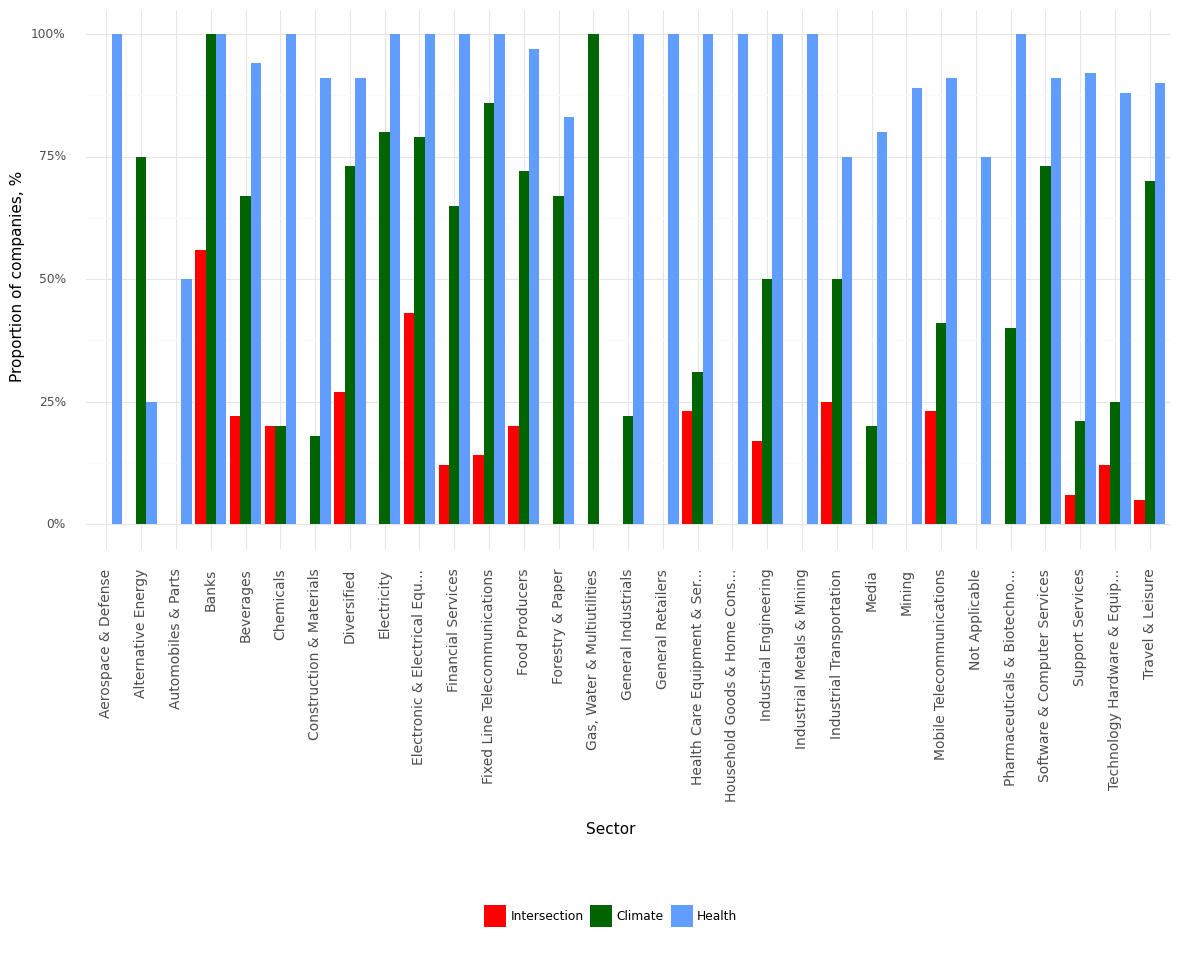 100%
75%
50%
25%
0%
Proportion of companies, %
Aerospace & Defense
Alternative Energy
Automobiles & Parts
Banks
Beverages
Chemicals
Construction & Materials
Diversified
Electricity
Electronic & Electrical Equ...
Financial Services
Fixed Line Telecommunications
Food Producers
Forestry & Paper
Gas, Water & Multiutilities
General Industrials
General Retailers
Health Care Equipment & Ser...
Household Goods & Home Cons...
Industrial Engineering
Industrial Metals & Mining
Industrial Transportation
Media
Mining
Mobile Telecommunications
Not Applicable
Pharmaceuticals & Biotechno...
Software & Computer Services
Support Services
Technology Hardware & Equip...
Travel & Leisure
Sector
Intersection
Climate
Health